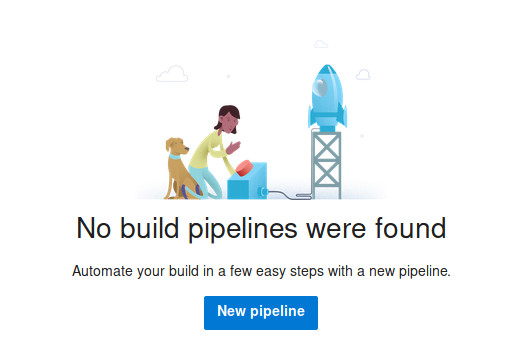 No build pipelines were found
Automate your build in a few easy steps with a new pipeline.
New pipeline